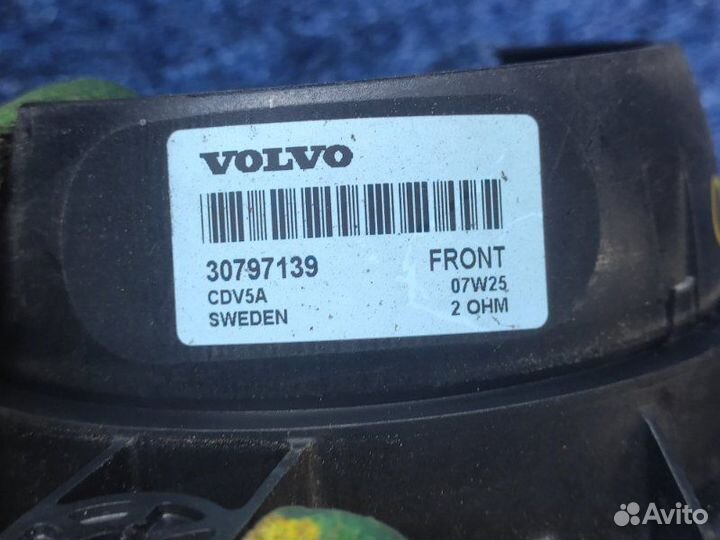 VOLVO
30797139 FRONT
CDV5A 07W25
SWEDEN 2 OHM
Avito